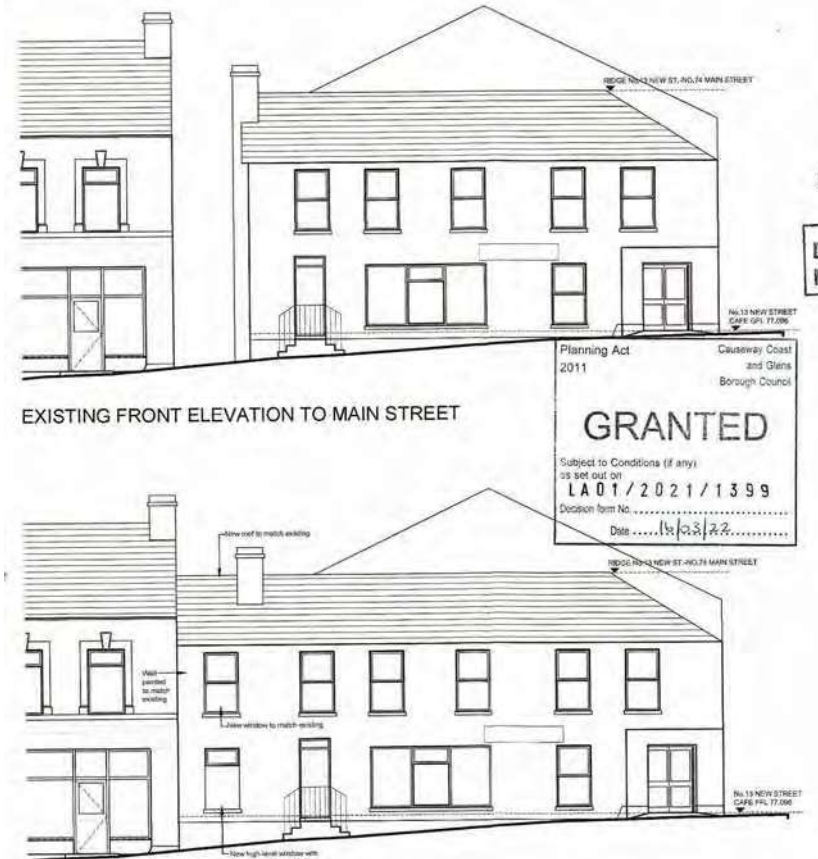 RIDGE No.13 NEW ST.-NO.74 MAIN STREET
No.13 NEW STREET
CAFE GFL 77.096
EXISTING FRONT ELEVATION TO MAIN STREET
Planning Act
2011
Causeway Coast
and Glens
Borough Council
GRANTED
Subject to Conditions (if any)
as set out on
LA01/2021/1399
Decision form No.
Date 16/03/22
New roof to match existing
RIDGE No.13 NEW ST.-NO.74 MAIN STREET
Wall
painted
to match
existing
New window to match existing
No.13 NEW STREET
CAFE FFL 77.096
New high-level window with